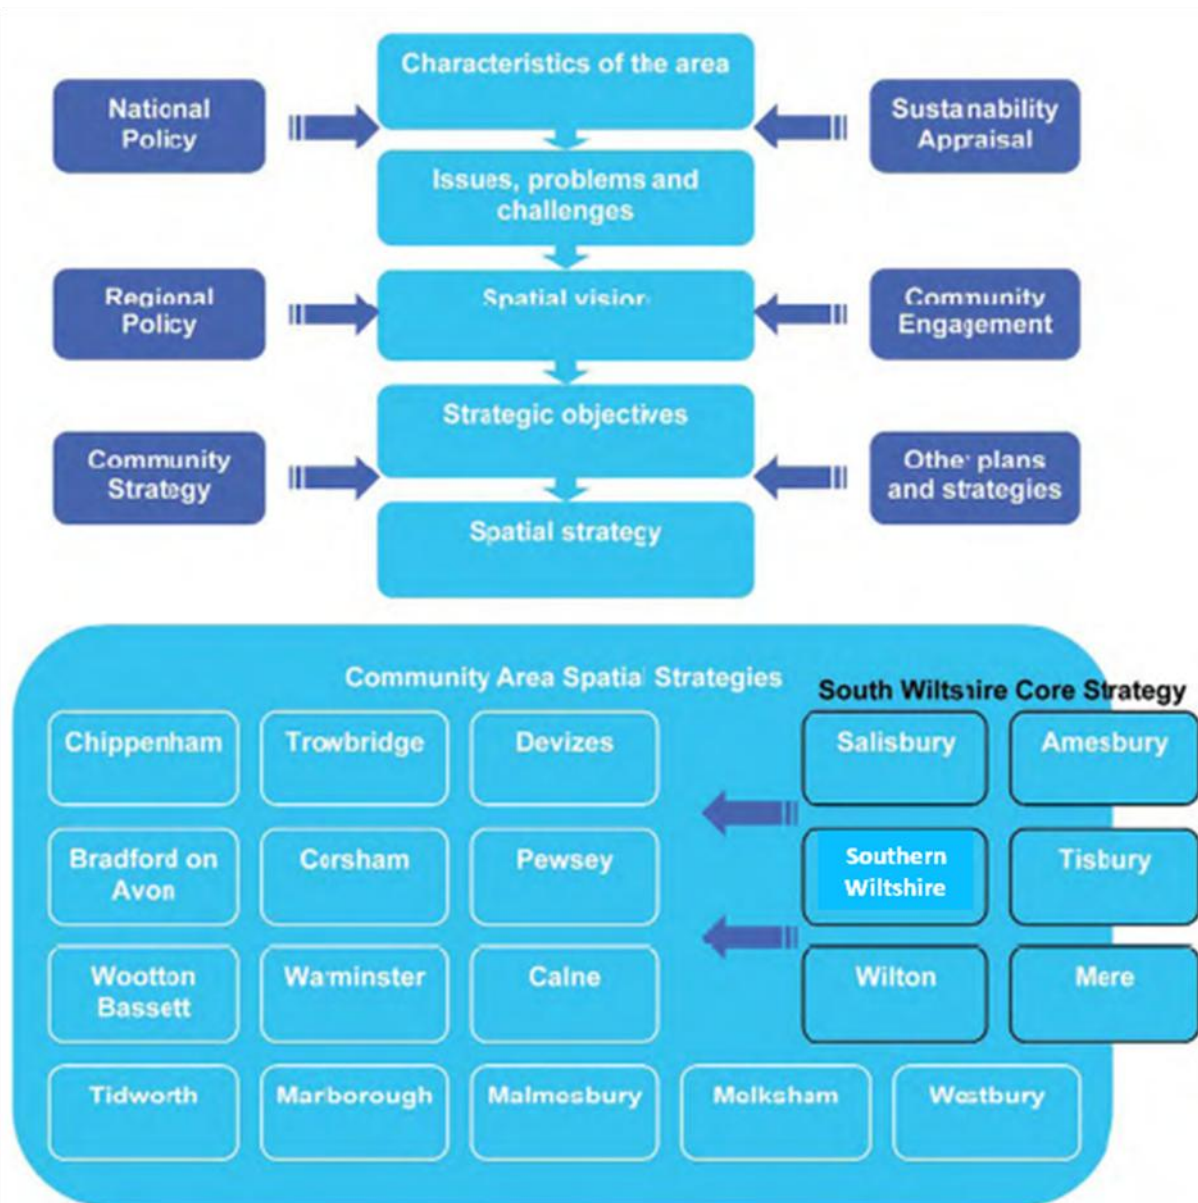 Characteristics of the area
National
Policy
Sustanability
Appraisal
Issues, problems and
challenges
Regional
Policy
Spatial vision
Community
Engagement
Strategic objectives
Community
Strategy
Other plans
and strategies
Spatial strategy
Community Area Spatial Strategies
South Wiltshire Core Strategy
Chippenham
Trowbridge
Devizes
Salisbury
Amesbury
Bradford on
Avon
Corsham
Pewsey
Southern
Wiltshire
Tisbury
Wootton
Bassett
Warminster
Calne
Wilton
Mere
Tidworth
Marlborough
Malmesbury
Melksham
Westbury